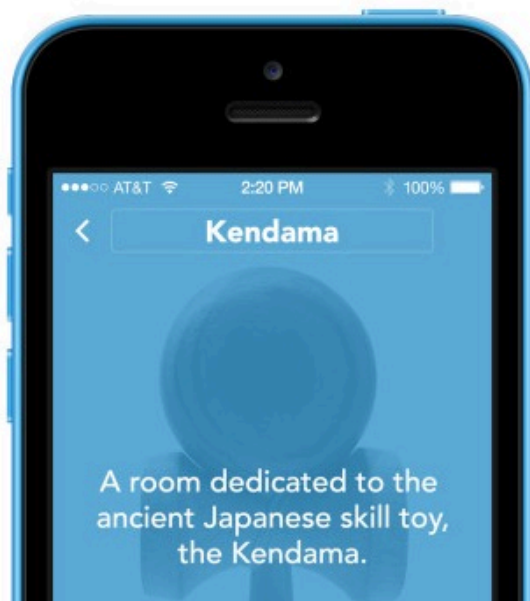 AT&T 2:20 PM 100%
Kendama
A room dedicated to the
ancient Japanese skill toy,
the Kendama.